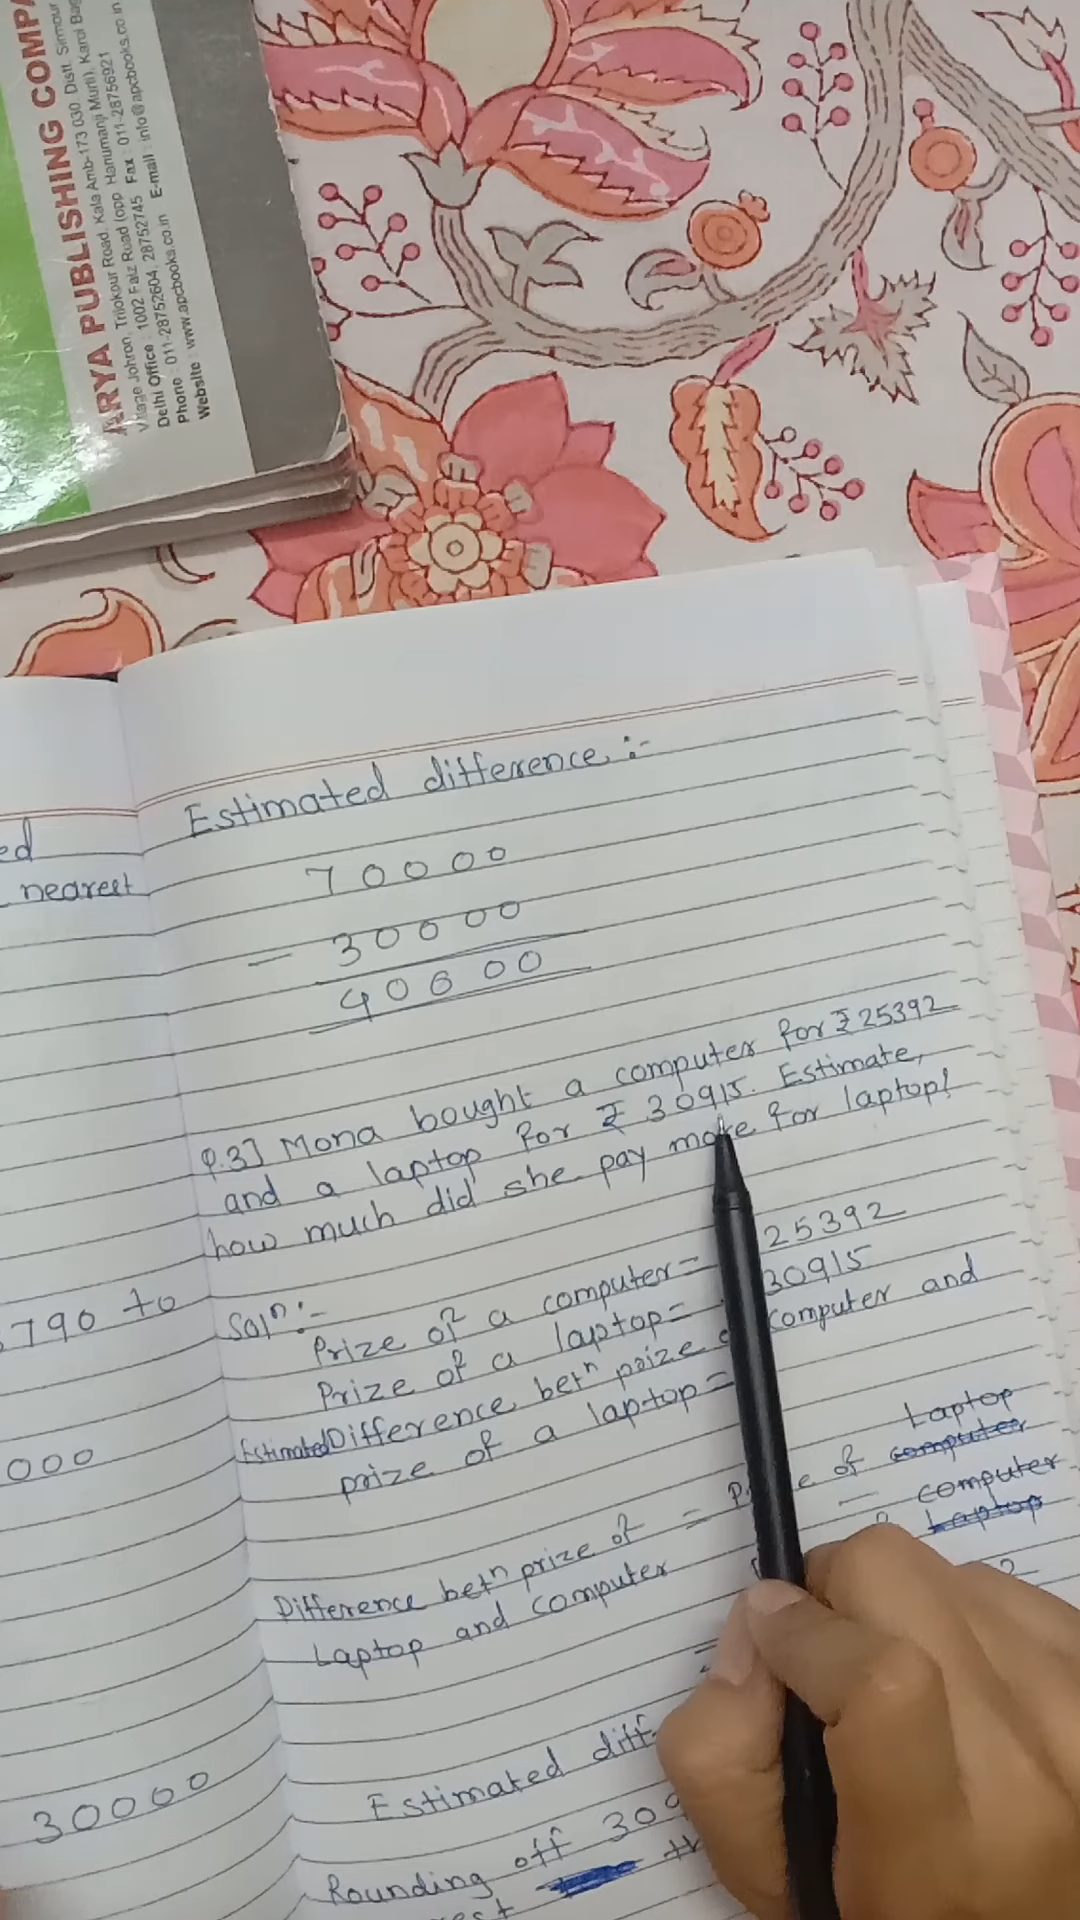 ARYA PUBLISHING COMPA
Village Johron, Trilokpur Road, Kala Amb-173 030 Distt. Sirmour
Delhi Office : 1002 Faiz Road (opp. Hanumanji Murti), Karol Bag
Phone : 011-28752604, 28752745 Fax : 011-28756921
Website : www.apcbooks.co.in E-mail : info@apcbooks.co.in
ed
nearest
790 to
000
30000
Estimated difference :-
70000
- 30000
40000
Q.3] Mona bought a computer for ₹25392
and a laptop for ₹ 30915. Estimate,
how much did she pay more for laptop!
Solⁿ :-
Prize of a computer = 25392
Prize of a laptop = 30915
Estimated Difference betⁿ prize computer and
prize of a laptop =
Laptop
Difference betⁿ prize of = of computer
Laptop and computer — computer
Laptop
=
Estimated diff
Rounding off 309